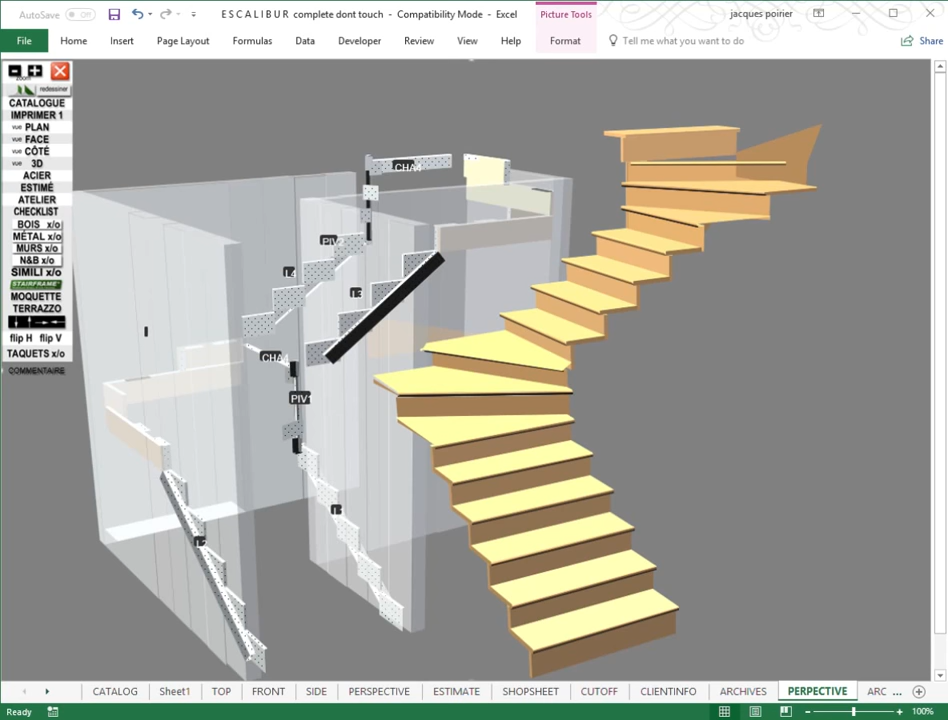 AutoSave Off
E S C A L I B U R complete dont touch - Compatibility Mode - Excel
Picture Tools
jacques poirier
File Home Insert Page Layout Formulas Data Developer Review View Help Format Tell me what you want to do Share
zoom
redessiner
CATALOGUE
IMPRIMER 1
vue PLAN
vue FACE
vue CÔTÉ
vue 3D
ACIER
ESTIMÉ
ATELIER
CHECKLIST
BOIS x/o
MÉTAL x/o
MURS x/o
N&B x/o
SIMILI x/o
STAIRFRAME
MOQUETTE
TERRAZZO
flip H flip V
TAQUETS x/o
COMMENTAIRE
PIV1
L4
L3
CHA4
L2
CATALOG Sheet1 TOP FRONT SIDE PERSPECTIVE ESTIMATE SHOPSHEET CUTOFF CLIENTINFO ARCHIVES PERPECTIVE ARC ...
Ready
100%